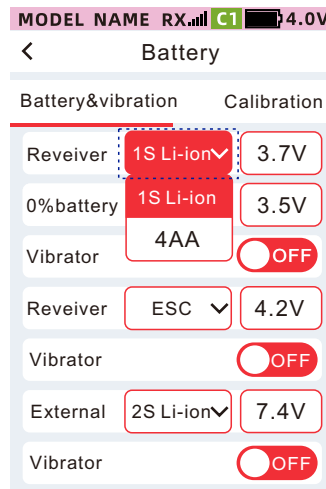 MODEL NAME RX C1 4.0V
Battery
Battery&vibration Calibration
Reveiver 1S Li-ion 3.7V
0%battery 1S Li-ion 3.5V
4AA
Vibrator OFF
Reveiver ESC 4.2V
Vibrator OFF
External 2S Li-ion 7.4V
Vibrator OFF